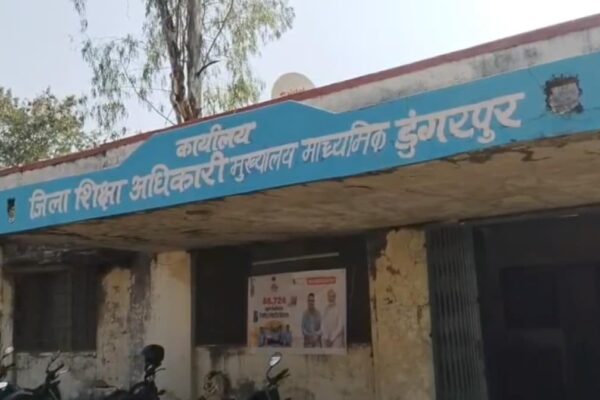 कार्यालय
जिला शिक्षा अधिकारी मुख्यालय माध्यमिक डुंगरपुर